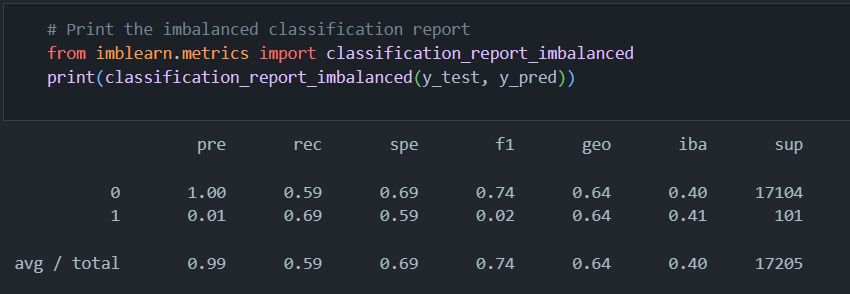 # Print the imbalanced classification report
from imblearn.metrics import classification_report_imbalanced
print(classification_report_imbalanced(y_test, y_pred))
pre rec spe f1 geo iba sup
0 1.00 0.59 0.69 0.74 0.64 0.40 17104
1 0.01 0.69 0.59 0.02 0.64 0.41 101
avg / total 0.99 0.59 0.69 0.74 0.64 0.40 17205